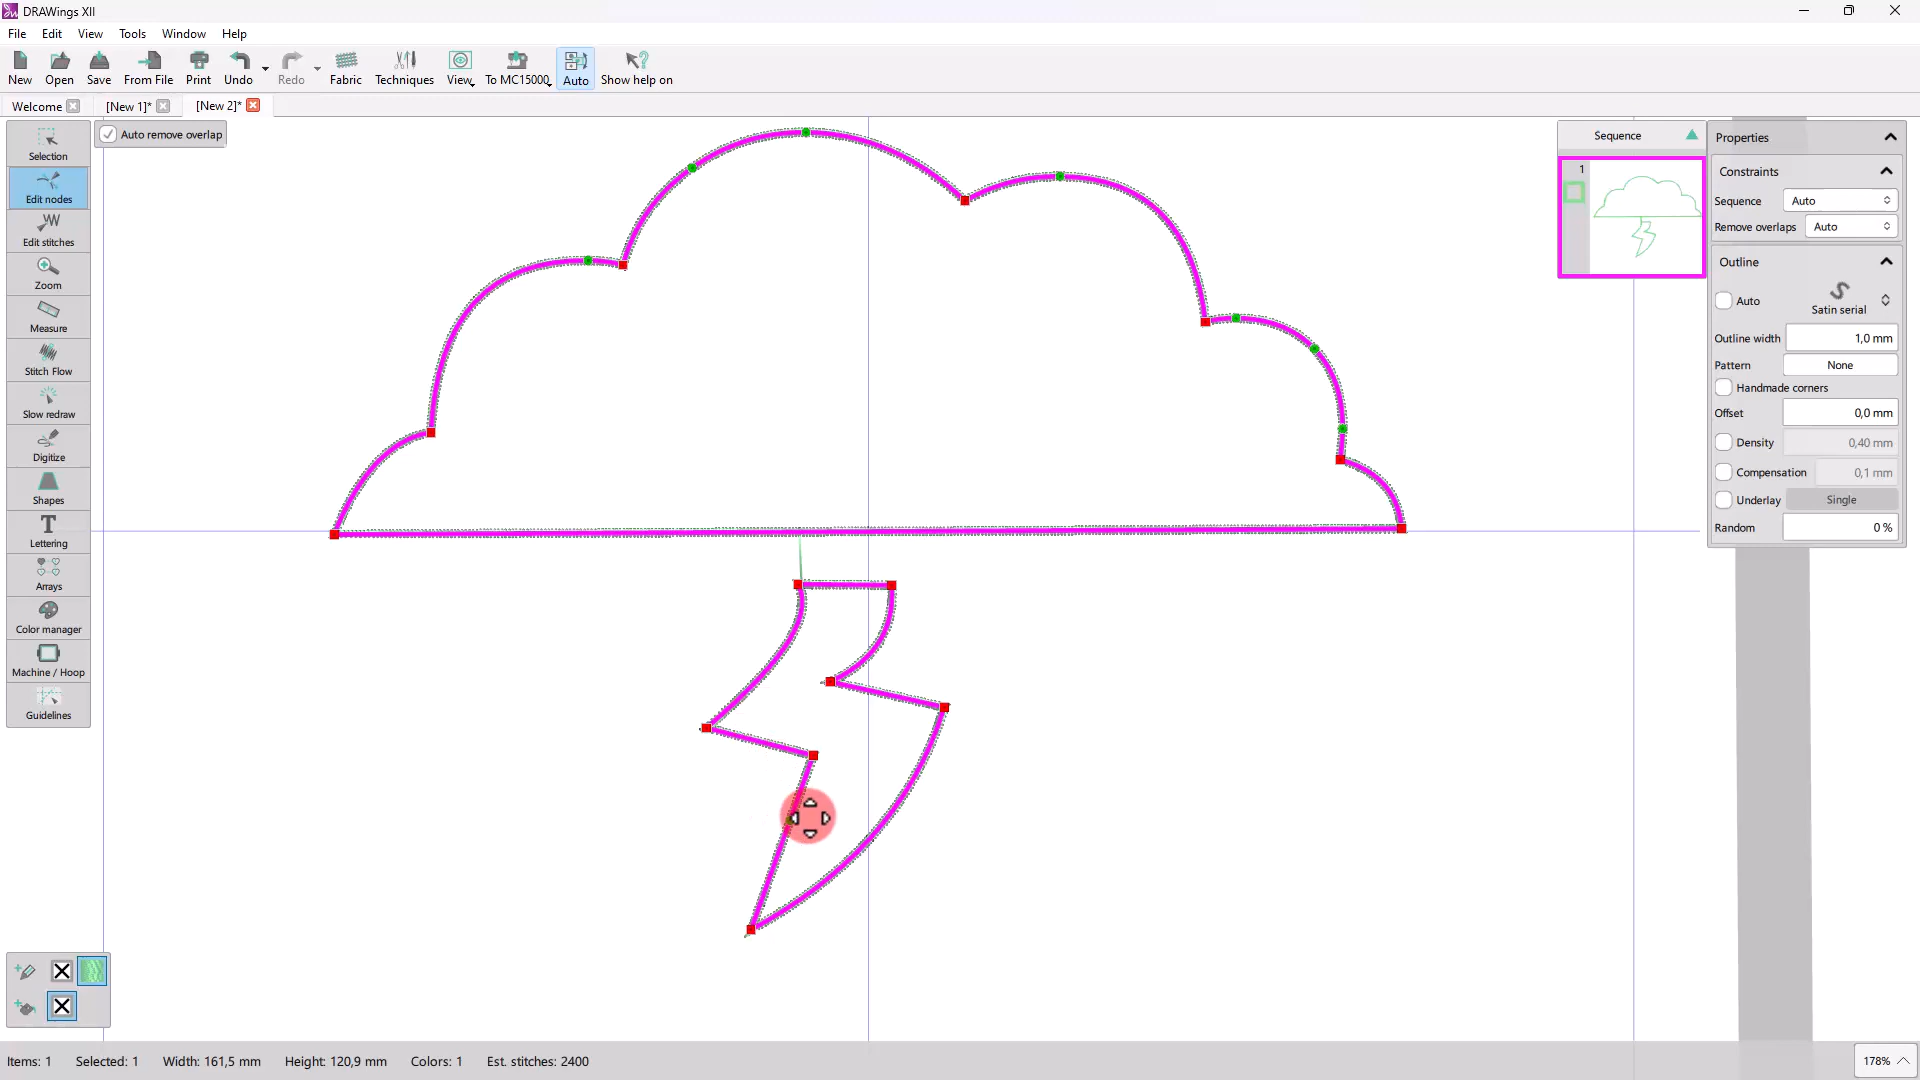 DRAWings XII
File Edit View Tools Window Help
New Open Save From File Print Undo Redo Fabric Techniques View To MC15000 Auto Show help on
Welcome [New 1]* [New 2]*
Auto remove overlap
Selection
Edit nodes
Edit stitches
Zoom
Measure
Stitch Flow
Slow redraw
Digitize
Shapes
Lettering
Arrays
Color manager
Machine / Hoop
Guidelines
Sequence
1
Properties
Constraints
Sequence Auto
Remove overlaps Auto
Outline
Auto Satin serial
Outline width 1,0 mm
Pattern None
Handmade corners
Offset 0,0 mm
Density 0,40 mm
Compensation 0,1 mm
Underlay Single
Random 0 %
Items: 1 Selected: 1 Width: 161,5 mm Height: 120,9 mm Colors: 1 Est. stitches: 2400
178%